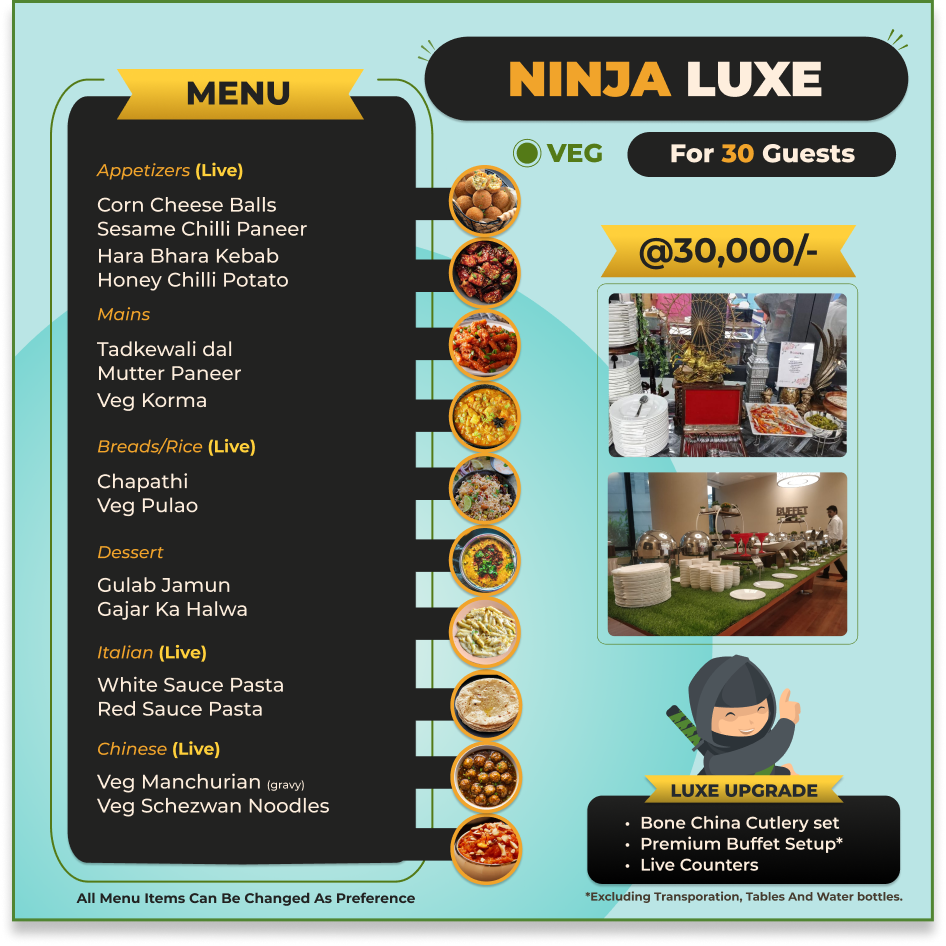 NINJA LUXE
MENU
VEG
For 30 Guests
Appetizers (Live)
Corn Cheese Balls
Sesame Chilli Paneer
Hara Bhara Kebab
Honey Chilli Potato
Mains
Tadkewali dal
Mutter Paneer
Veg Korma
Breads/Rice (Live)
Chapathi
Veg Pulao
Dessert
Gulab Jamun
Gajar Ka Halwa
Italian (Live)
White Sauce Pasta
Red Sauce Pasta
Chinese (Live)
Veg Manchurian (gravy)
Veg Schezwan Noodles
All Menu Items Can Be Changed As Preference
@30,000/-
BUFFET
LUXE UPGRADE
• Bone China Cutlery set
• Premium Buffet Setup*
• Live Counters
*Excluding Transporation, Tables And Water bottles.